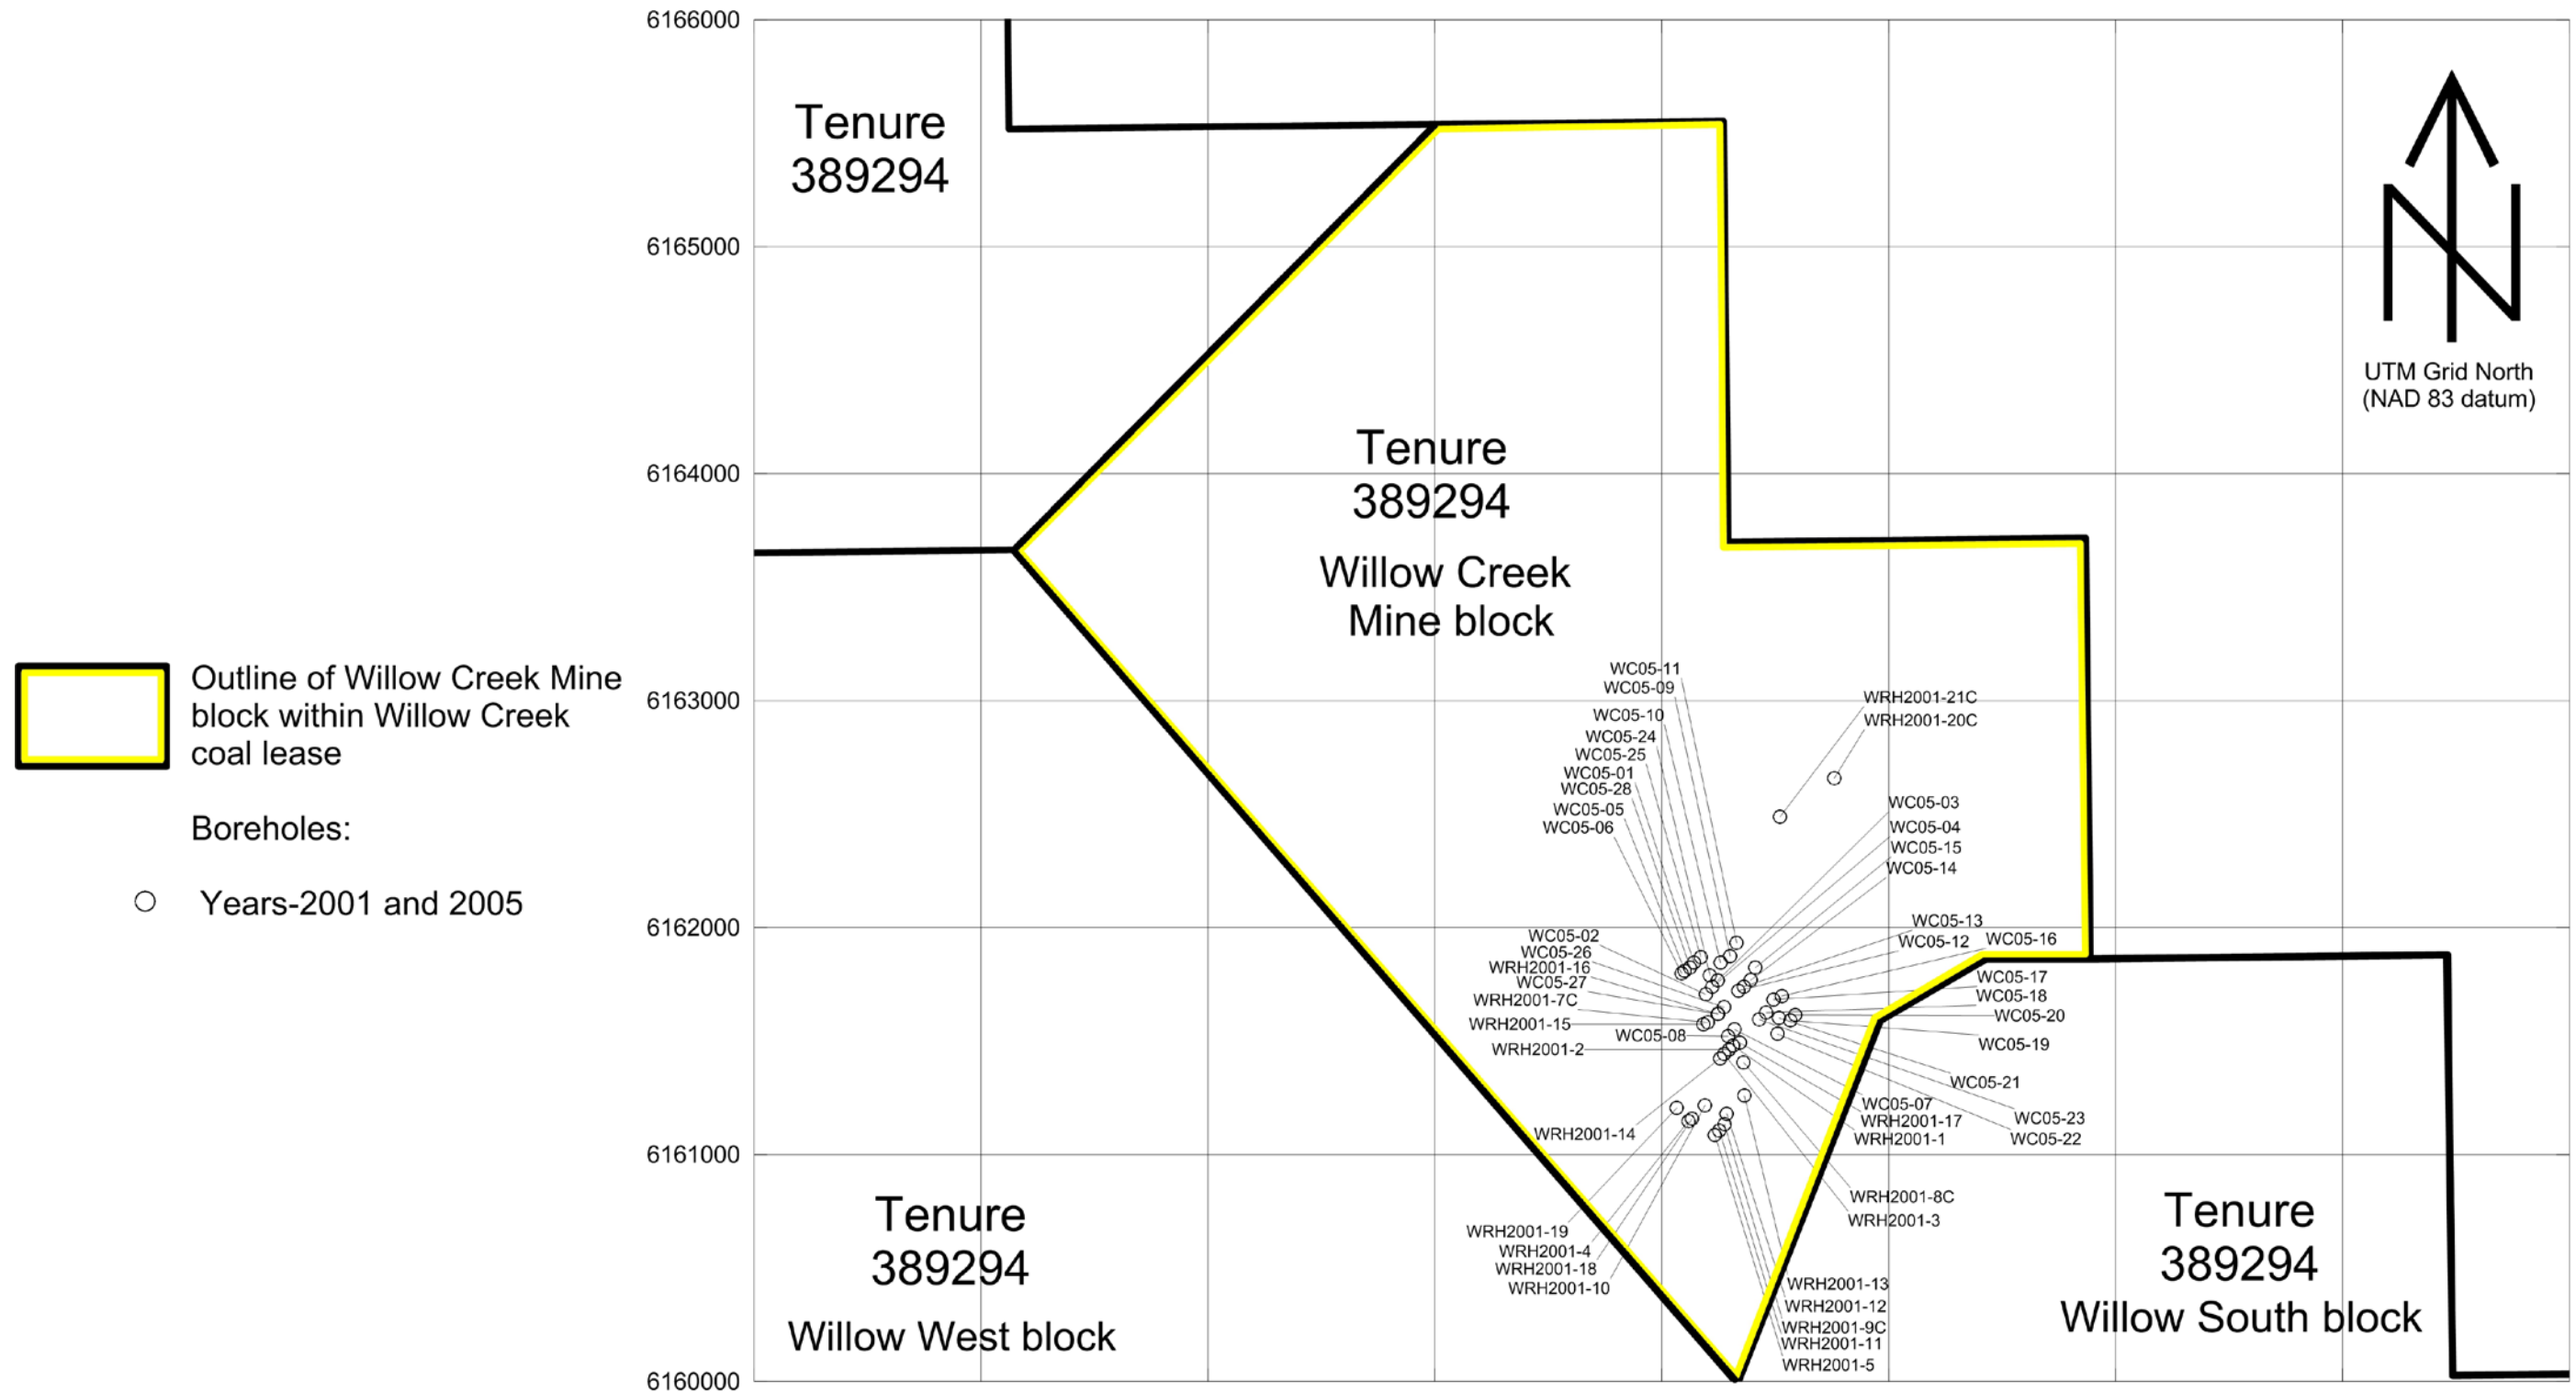 6166000
6165000
6164000
6163000
6162000
6161000
6160000
Tenure
389294
UTM Grid North
(NAD 83 datum)
Tenure
389294
Willow Creek
Mine block
Outline of Willow Creek Mine
block within Willow Creek
coal lease
Boreholes:
Years-2001 and 2005
WC05-11
WC05-09
WC05-10
WC05-24
WC05-25
WC05-01
WC05-28
WC05-05
WC05-06
WRH2001-21C
WRH2001-20C
WC05-03
WC05-04
WC05-15
WC05-14
WC05-13
WC05-12
WC05-16
WC05-02
WC05-26
WRH2001-16
WC05-27
WRH2001-7C
WRH2001-15
WC05-08
WRH2001-2
WC05-17
WC05-18
WC05-20
WC05-19
WC05-21
WC05-07
WRH2001-17
WRH2001-1
WC05-23
WC05-22
WRH2001-14
WRH2001-8C
WRH2001-3
WRH2001-19
WRH2001-4
WRH2001-18
WRH2001-10
WRH2001-13
WRH2001-12
WRH2001-9C
WRH2001-11
WRH2001-5
Tenure
389294
Willow West block
Tenure
389294
Willow South block
N